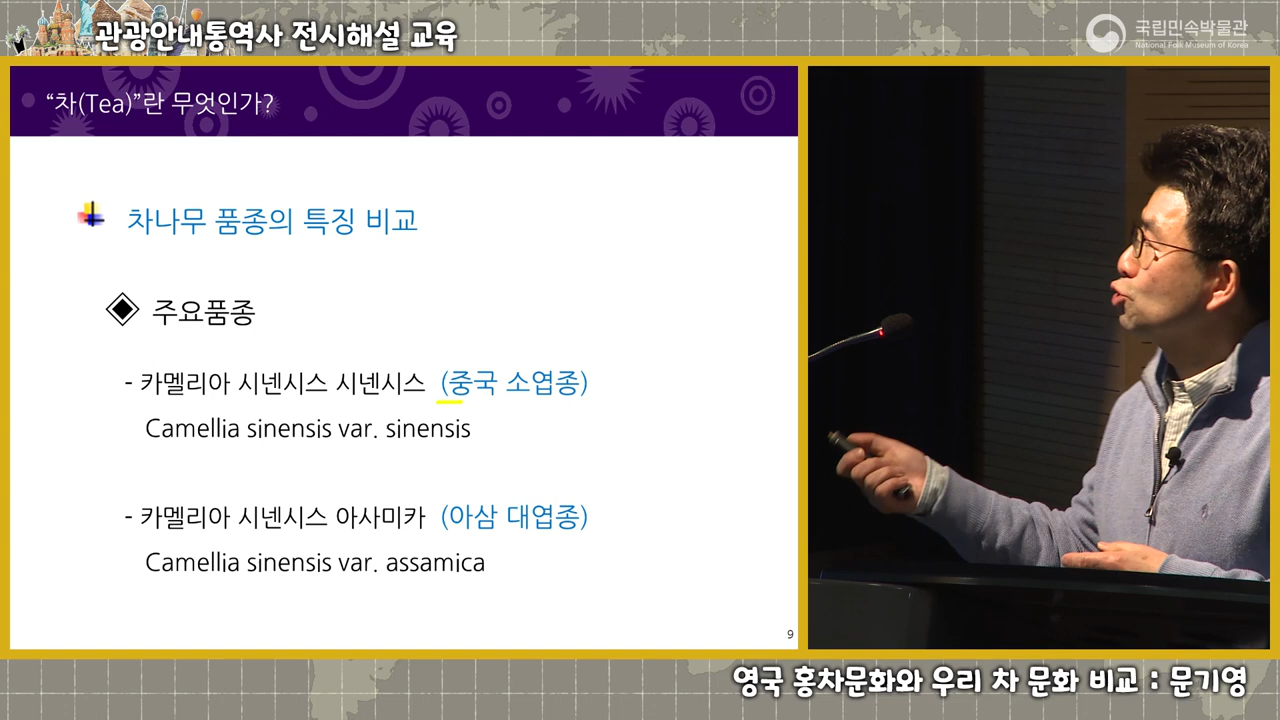 관광안내통역사 전시해설 교육
국립민속박물관
National Folk Museum of Korea
“차(Tea)”란 무엇인가?
차나무 품종의 특징 비교
주요품종
- 카멜리아 시넨시스 시넨시스 (중국 소엽종)
Camellia sinensis var. sinensis
- 카멜리아 시넨시스 아사미카 (아삼 대엽종)
Camellia sinensis var. assamica
9
영국 홍차문화와 우리 차 문화 비교 : 문기영